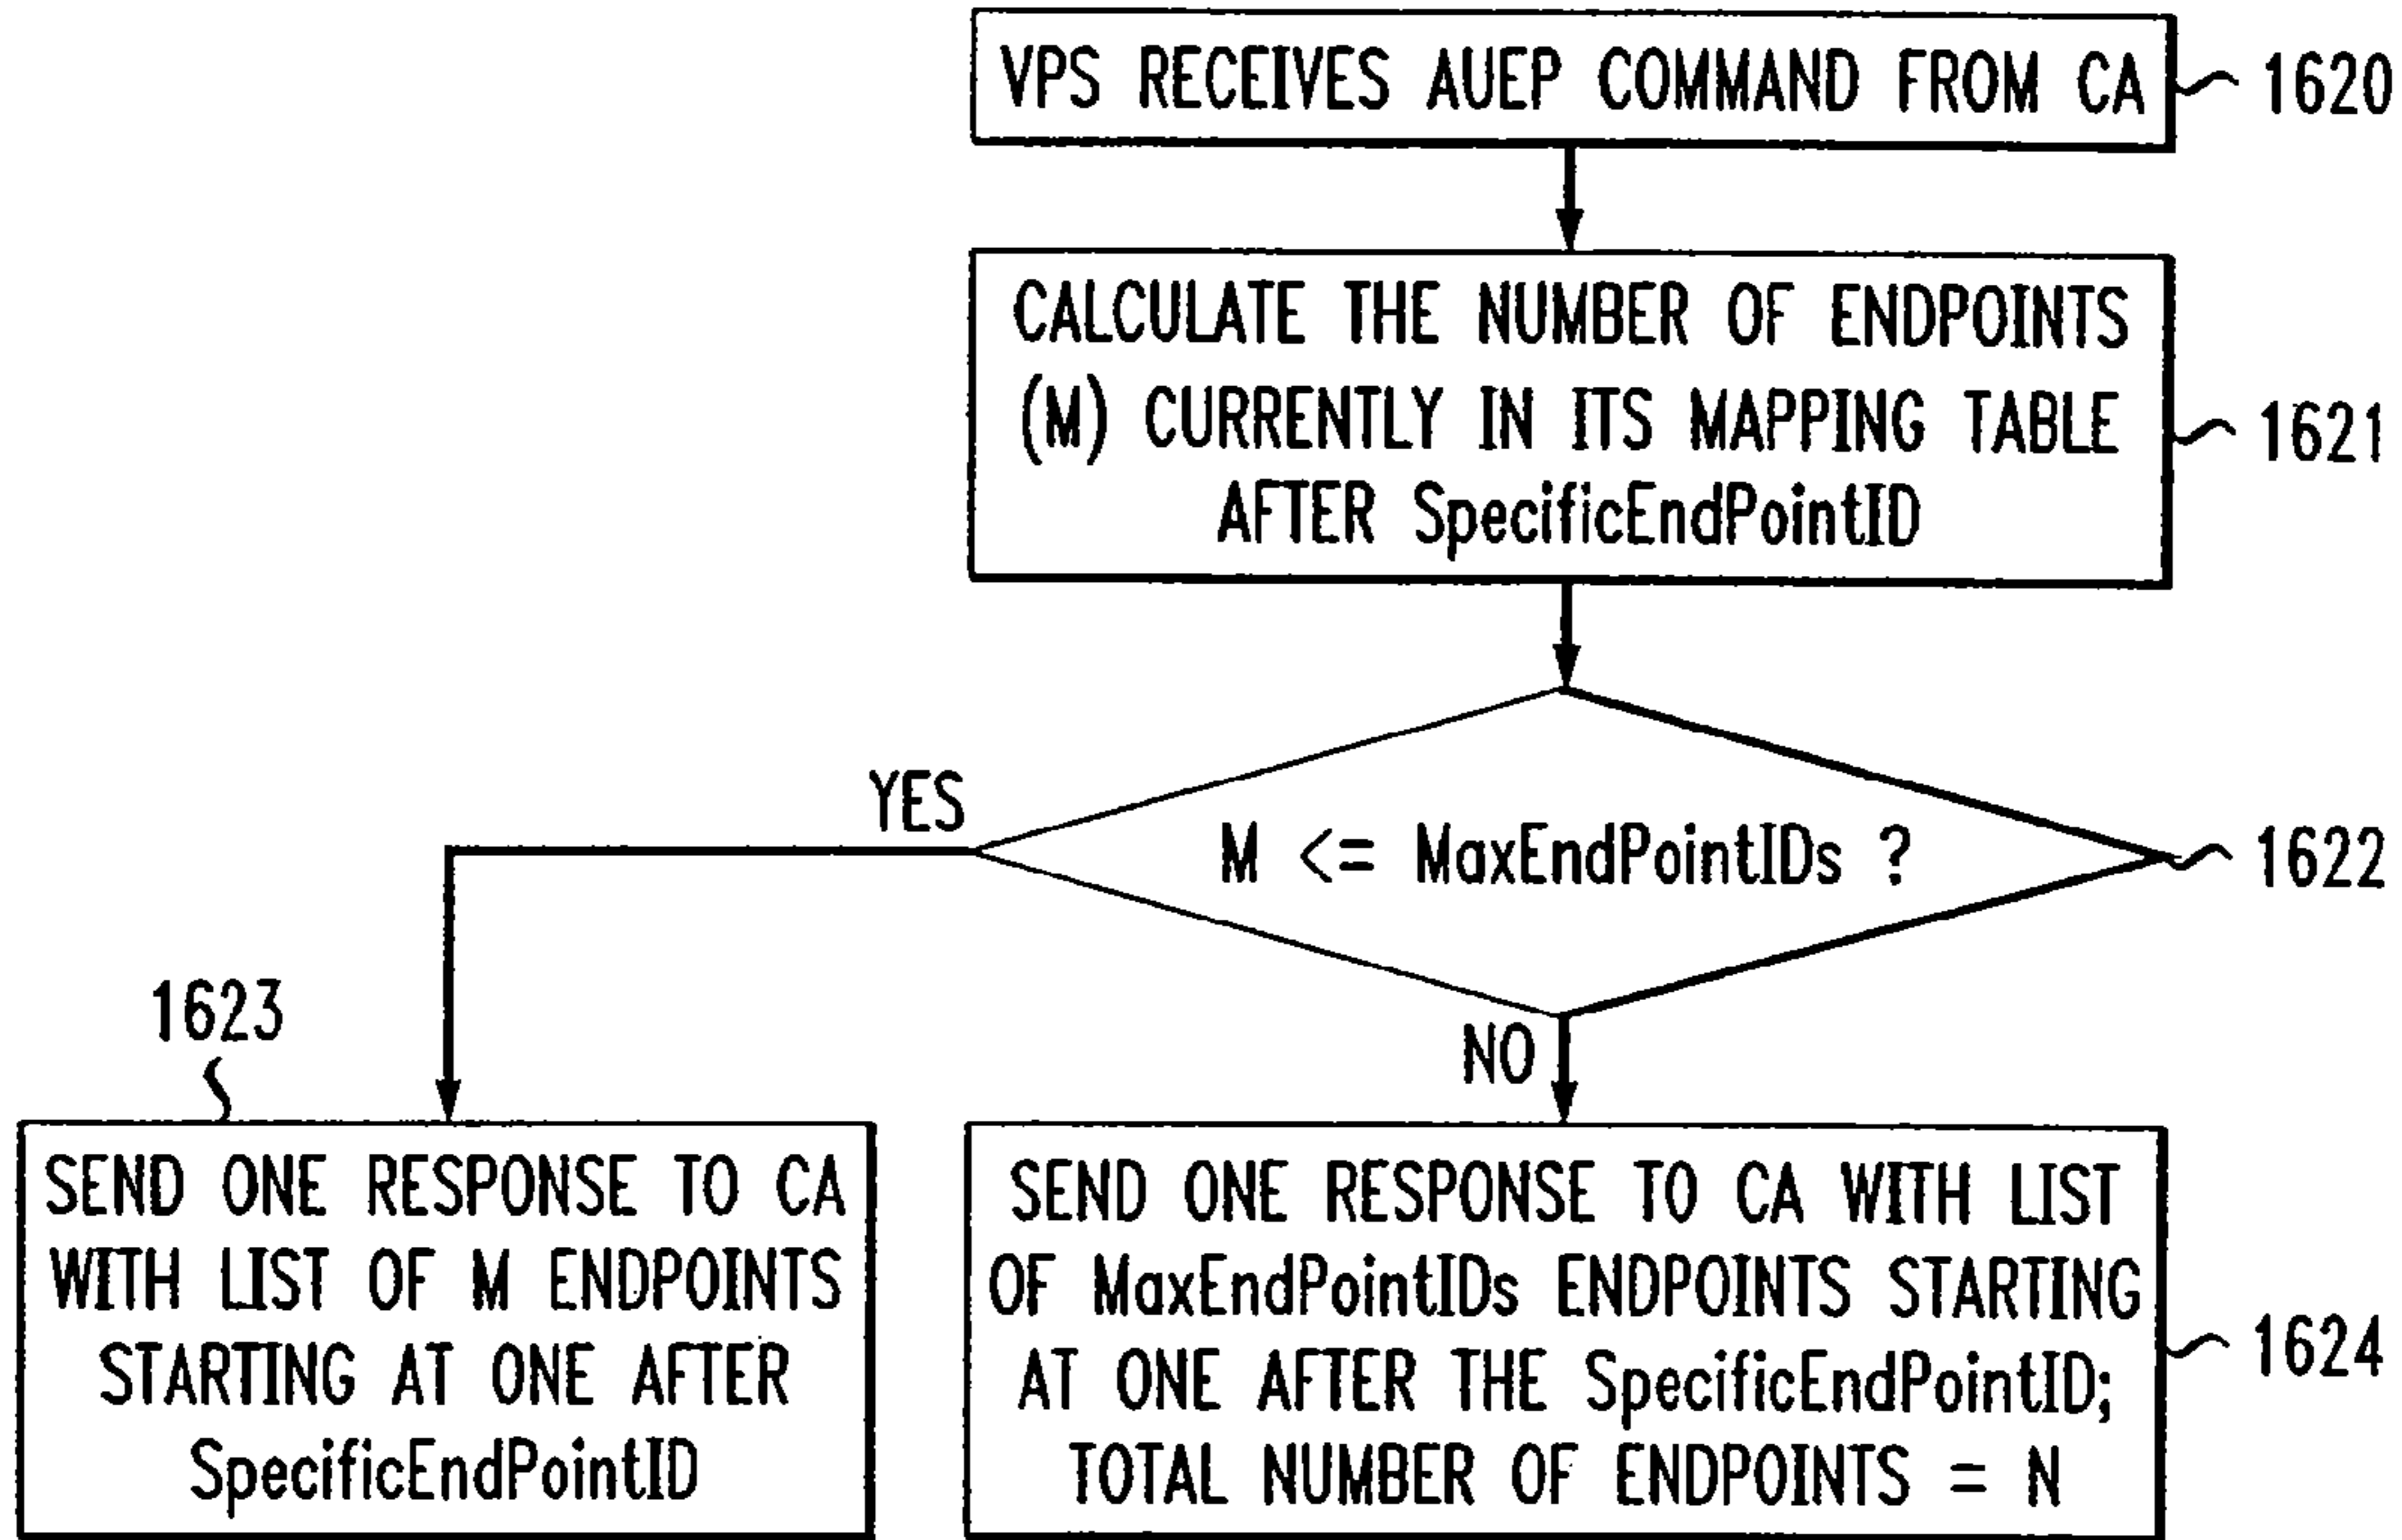 VPS RECEIVES AUEP COMMAND FROM CA
1620
CALCULATE THE NUMBER OF ENDPOINTS
(M) CURRENTLY IN ITS MAPPING TABLE
AFTER SpecificEndPointID
1621
M <= MaxEndPointIDs ?
1622
YES
NO
1623
SEND ONE RESPONSE TO CA
WITH LIST OF M ENDPOINTS
STARTING AT ONE AFTER
SpecificEndPointID
SEND ONE RESPONSE TO CA WITH LIST
OF MaxEndPointIDs ENDPOINTS STARTING
AT ONE AFTER THE SpecificEndPointID;
TOTAL NUMBER OF ENDPOINTS = N
1624